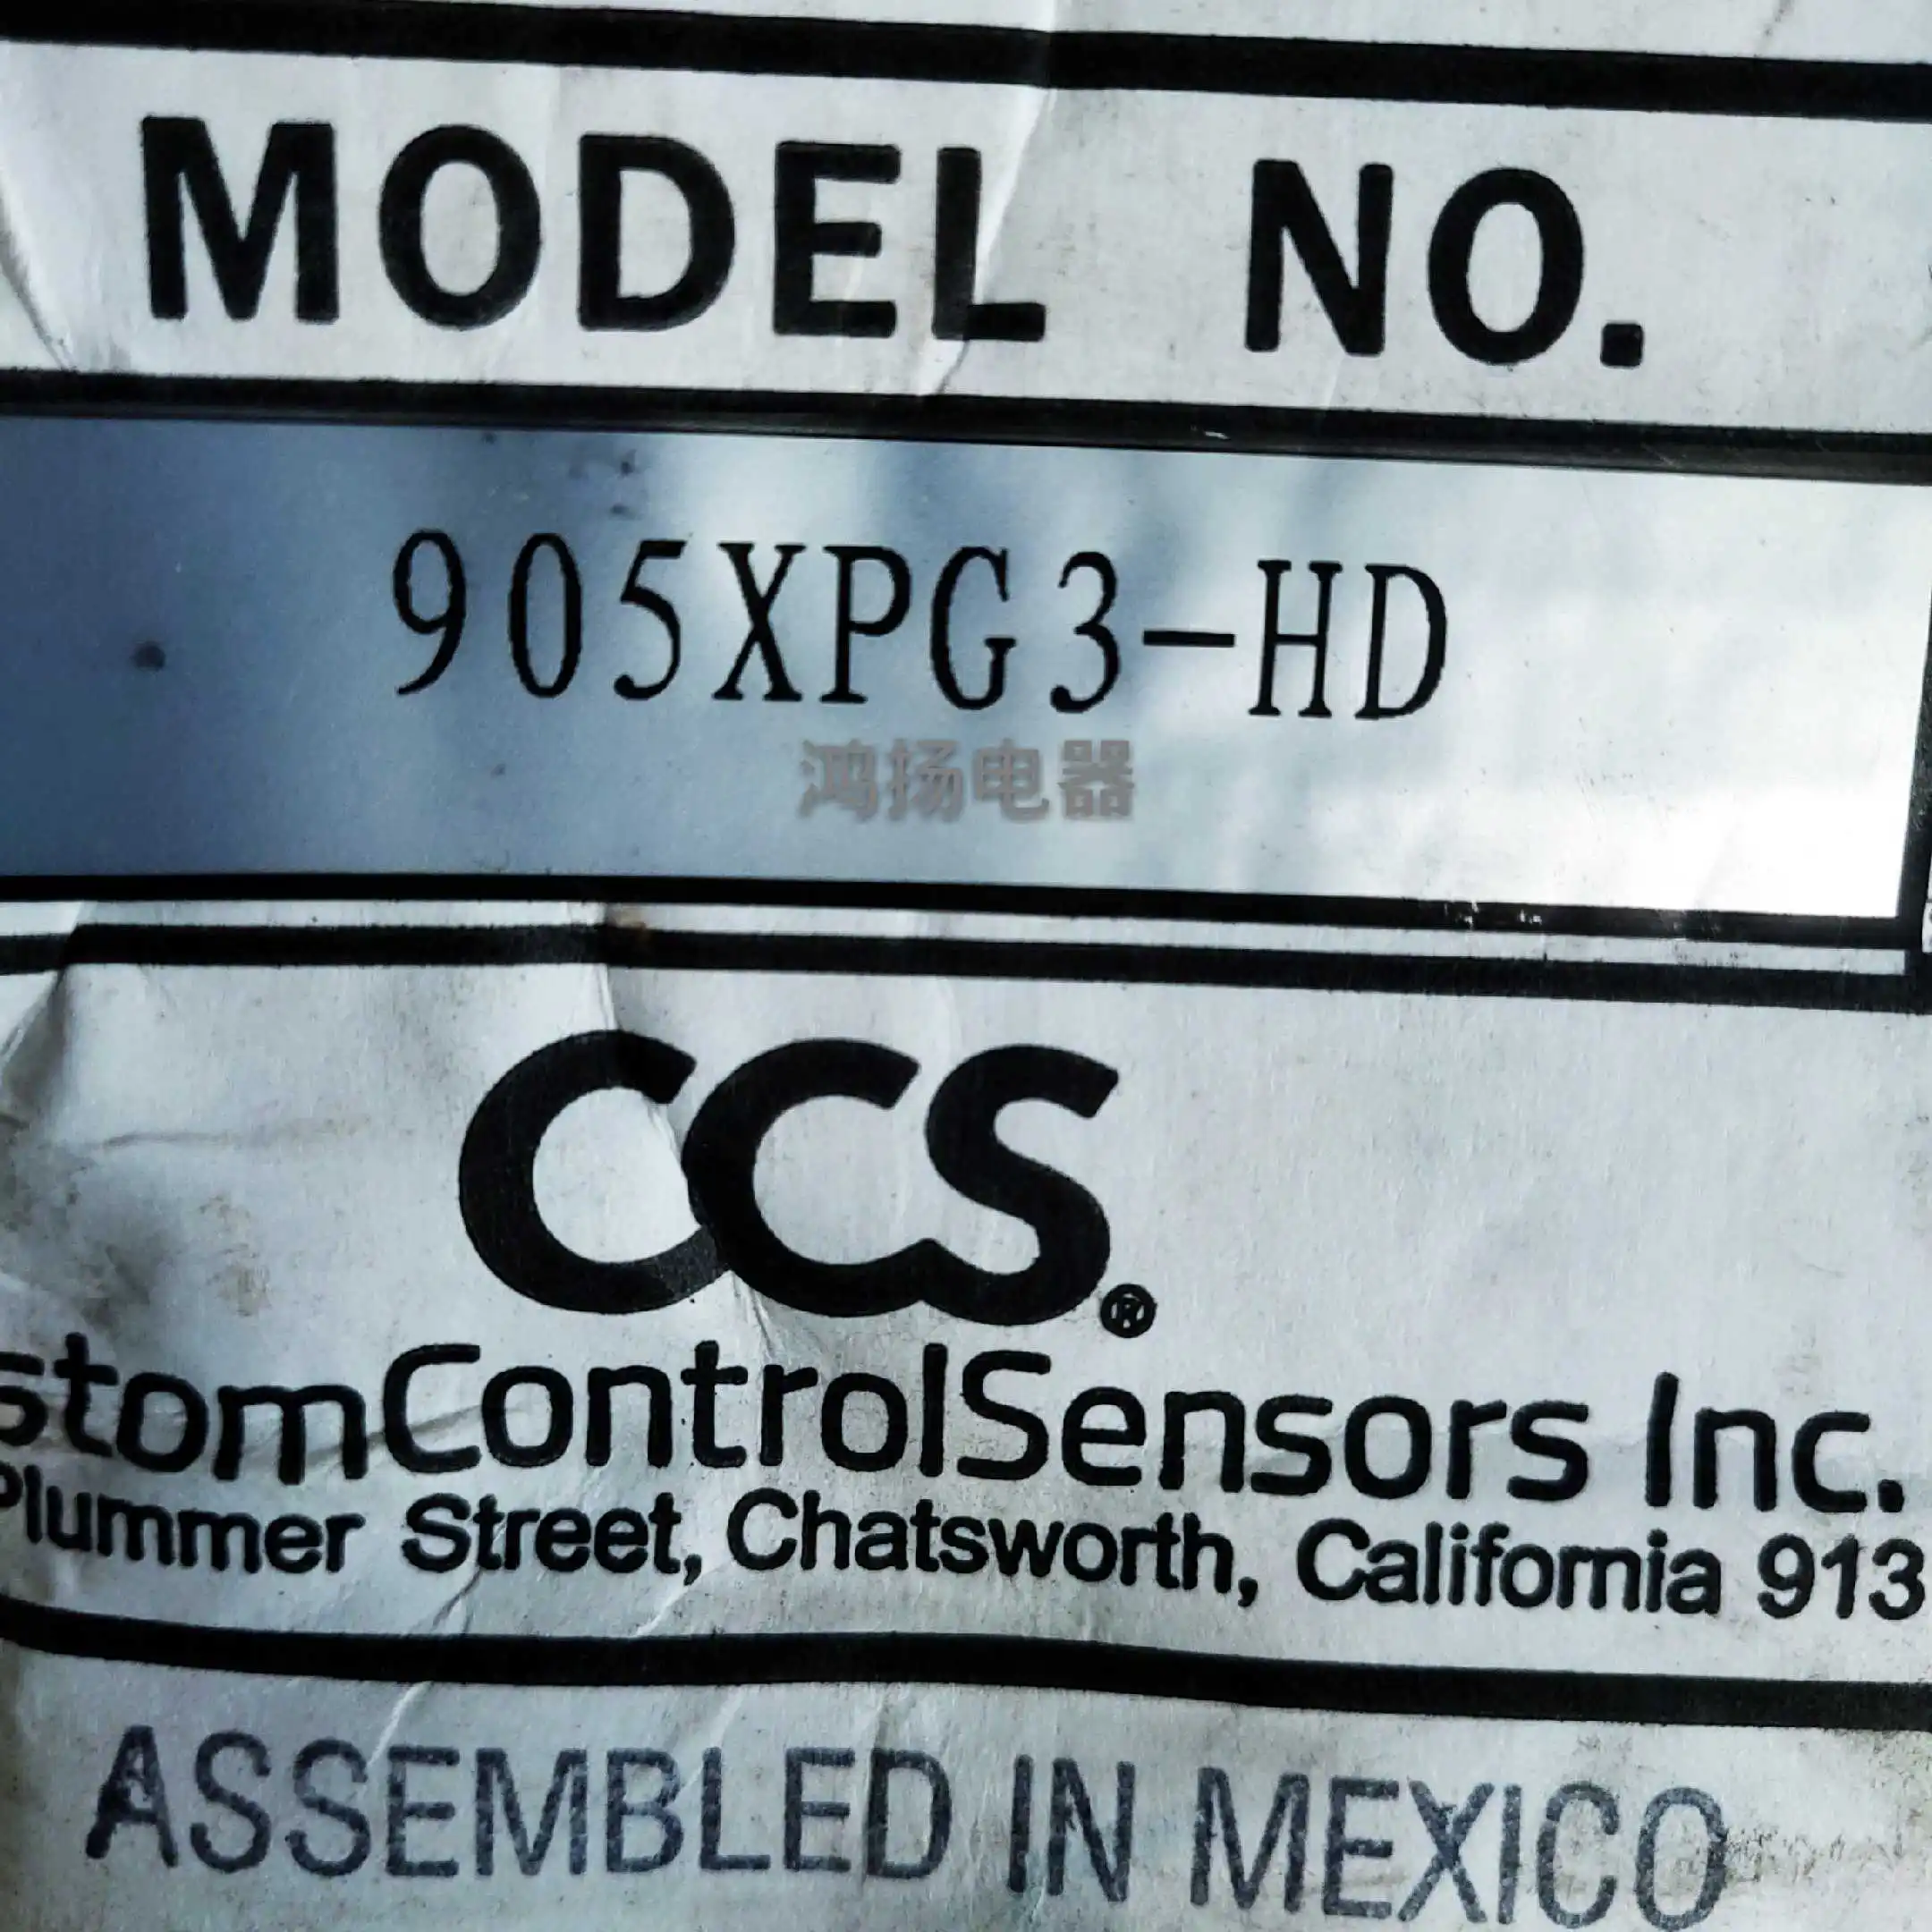 MODEL NO.
905XPG3-HD
鸿扬电器
CCS®
stomControlSensors Inc.
Plummer Street, Chatsworth, California 913
ASSEMBLED IN MEXICO